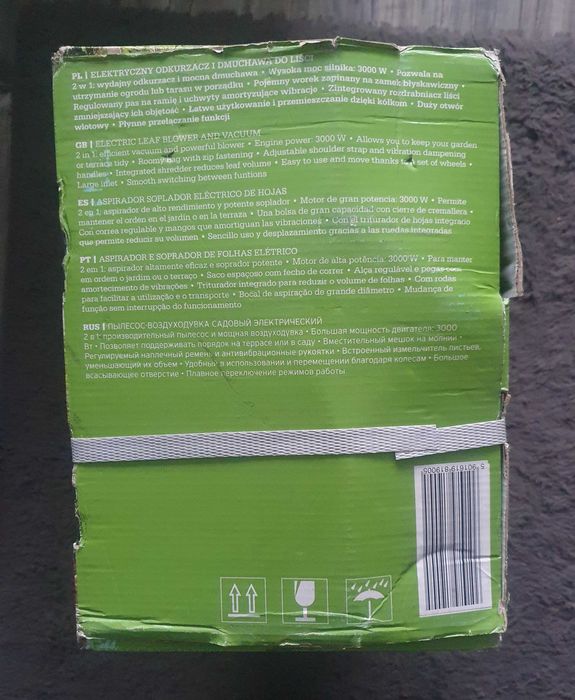 PL | ELEKTRYCZNY ODKURZACZ I DMUCHAWA DO LIŚCI
2 w 1: wydajny odkurzacz i mocna dmuchawa • Wysoka moc silnika: 3000 W • Pozwala na
utrzymanie ogrodu lub tarasu w porządku • Pojemny worek zapinany na zamek błyskawiczny •
Regulowany pas na ramię i uchwyty amortyzujące wibracje • Zintegrowany rozdrabniacz liści
zmniejszający ich objętość • Łatwe użytkowanie i przemieszczanie dzięki kółkom • Duży otwór
wlotowy • Płynne przełączanie funkcji
GB | ELECTRIC LEAF BLOWER AND VACUUM
2 in 1: efficient vacuum and powerful blower • Engine power: 3000 W • Allows you to keep your garden
or terrace tidy • Roomy bag with zip fastening • Adjustable shoulder strap and vibration dampening
handles • Integrated shredder reduces leaf volume • Easy to use and move thanks to a set of wheels •
Large inlet • Smooth switching between funtions
ES | ASPIRADOR SOPLADOR ELÉCTRICO DE HOJAS
2 en 1: aspirador de alto rendimiento y potente soplador • Motor de gran potencia: 3000 W • Permite
mantener el orden en el jardín o en la terraza • Una bolsa de gran capacidad con cierre de cremallera •
Con correa regulable y mangos que amortiguan las vibraciones • Con el triturador de hojas integrado
que permite reducir su volumen • Sencillo uso y desplazamiento gracias a las ruedas integradas
PT | ASPIRADOR E SOPRADOR DE FOLHAS ELÉTRICO
2 em 1: aspirador altamente eficaz e soprador potente • Motor de alta potência: 3000 W • Para manter
em ordem o jardim ou o terraço • Saco espaçoso com fecho de correr • Alça regulável e pegas com
amortecimento de vibrações • Triturador integrado para reduzir o volume de folhas • Com rodas
para facilitar a utilização e o transporte • Bocal de aspiração de grande diâmetro • Mudança de
função sem interrupção do funcionamento
RUS | ПЫЛЕСОС-ВОЗДУХОДУВКА САДОВЫЙ ЭЛЕКТРИЧЕСКИЙ
2 в 1: производительный пылесос и мощная воздуходувка • Большая мощность двигателя: 3000
Вт • Позволяет поддерживать порядок на террасе или в саду • Вместительный мешок на молнии •
Регулируемый наплечный ремень и антивибрационные рукоятки • Встроенный измельчитель листьев,
уменьшающий их объем • Удобный в использовании и перемещении благодаря колесам • Большое
всасывающее отверстие • Плавное переключение режимов работы
5 901619 819005